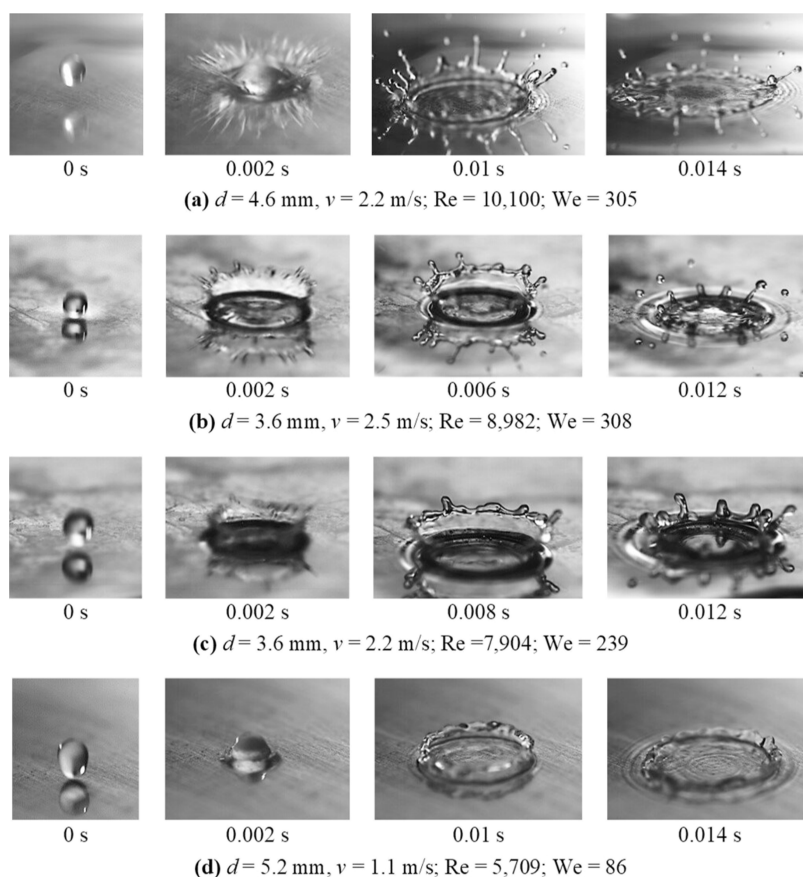 0 s 0.002 s 0.01 s 0.014 s
(a) d = 4.6 mm, v = 2.2 m/s; Re = 10,100; We = 305
0 s 0.002 s 0.006 s 0.012 s
(b) d = 3.6 mm, v = 2.5 m/s; Re = 8,982; We = 308
0 s 0.002 s 0.008 s 0.012 s
(c) d = 3.6 mm, v = 2.2 m/s; Re =7,904; We = 239
0 s 0.002 s 0.01 s 0.014 s
(d) d = 5.2 mm, v = 1.1 m/s; Re = 5,709; We = 86